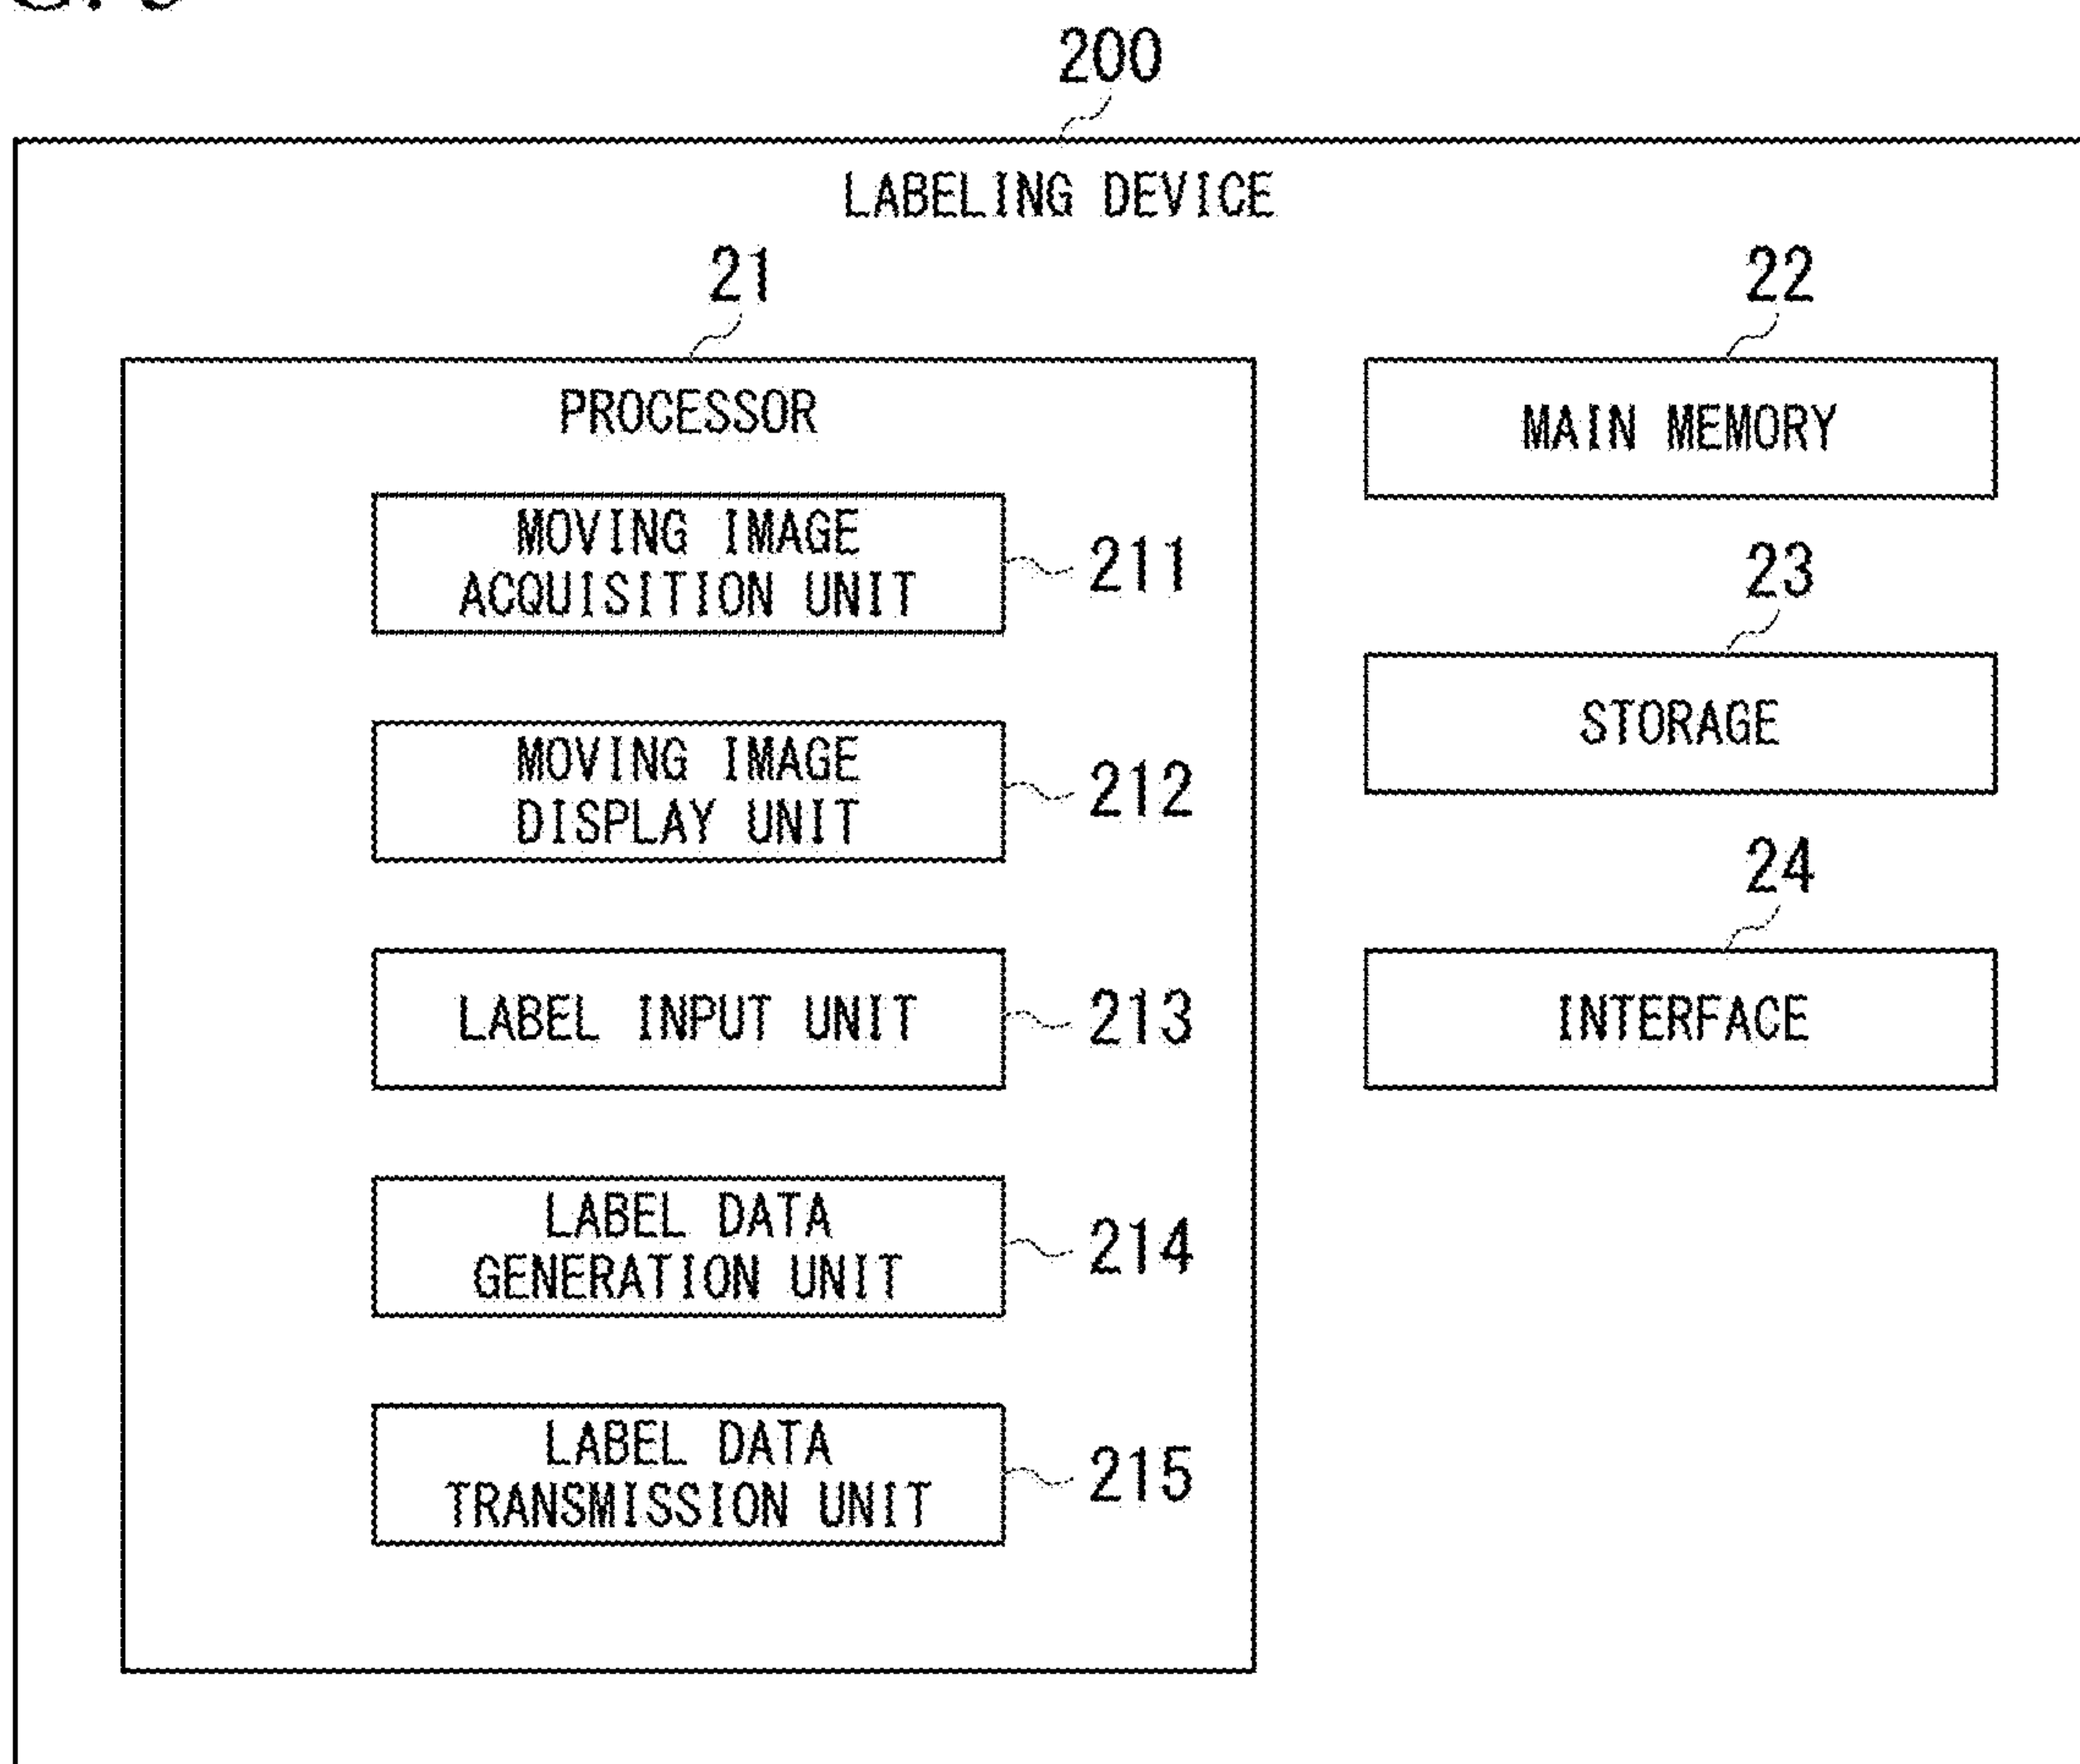 200
LABELING DEVICE
21
PROCESSOR
MOVING IMAGE
ACQUISITION UNIT
211
MOVING IMAGE
DISPLAY UNIT
212
LABEL INPUT UNIT
213
LABEL DATA
GENERATION UNIT
214
LABEL DATA
TRANSMISSION UNIT
215
22
MAIN MEMORY
23
STORAGE
24
INTERFACE